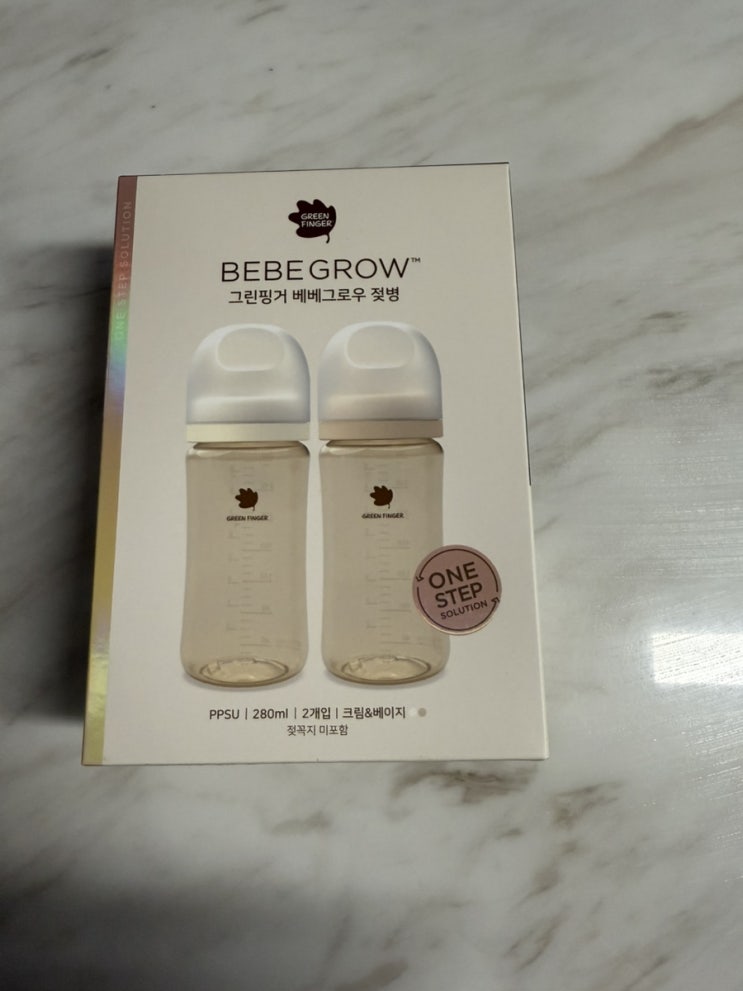 ONE STEP SOLUTION
GREEN
FINGER
BEBE GROW™
그린핑거 베베그로우 젖병
GREEN FINGER
GREEN FINGER
ONE
STEP
SOLUTION
PPSU | 280ml | 2개입 | 크림&베이지
젖꼭지 미포함